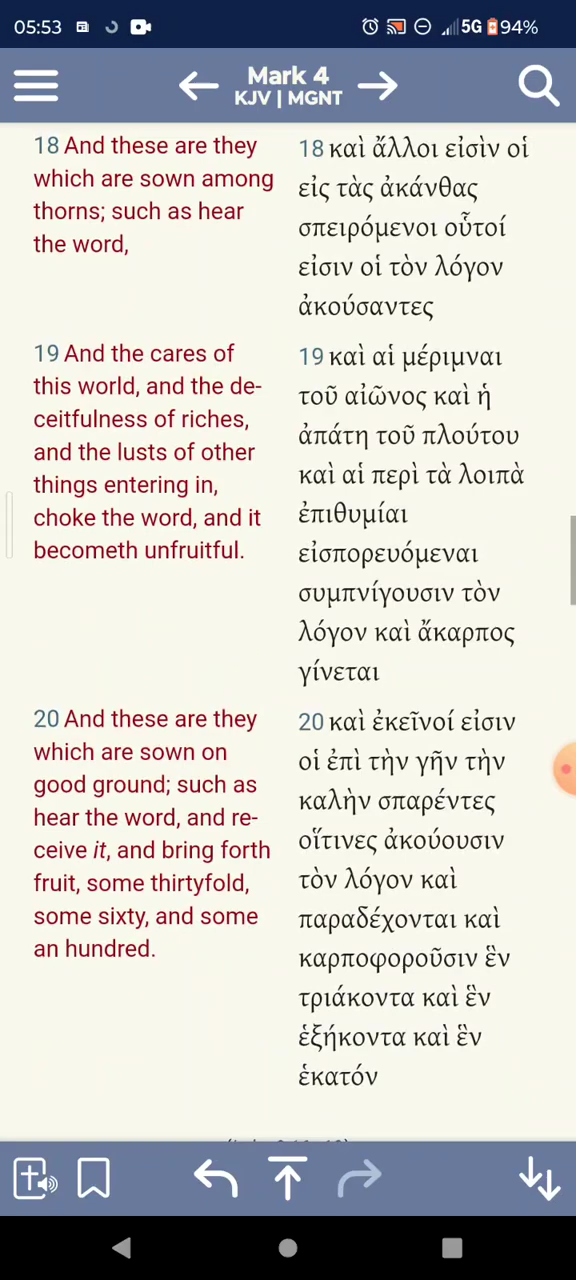 05:53
5G 94%
Mark 4
KJV | MGNT
18 And these are they
which are sown among
thorns; such as hear
the word,
18 καὶ ἄλλοι εἰσὶν οἱ
εἰς τὰς ἀκάνθας
σπειρόμενοι οὗτοί
εἰσιν οἱ τὸν λόγον
ἀκούσαντες
19 And the cares of
this world, and the de-
ceitfulness of riches,
and the lusts of other
things entering in,
choke the word, and it
becometh unfruitful.
19 καὶ αἱ μέριμναι
τοῦ αἰῶνος καὶ ἡ
ἀπάτη τοῦ πλούτου
καὶ αἱ περὶ τὰ λοιπὰ
ἐπιθυμίαι
εἰσπορευόμεναι
συμπνίγουσιν τὸν
λόγον καὶ ἄκαρπος
γίνεται
20 And these are they
which are sown on
good ground; such as
hear the word, and re-
ceive it, and bring forth
fruit, some thirtyfold,
some sixty, and some
an hundred.
20 καὶ ἐκεῖνοί εἰσιν
οἱ ἐπὶ τὴν γῆν τὴν
καλὴν σπαρέντες
οἵτινες ἀκούουσιν
τὸν λόγον καὶ
παραδέχονται καὶ
καρποφοροῦσιν ἓν
τριάκοντα καὶ ἓν
ἑξήκοντα καὶ ἓν
ἑκατόν